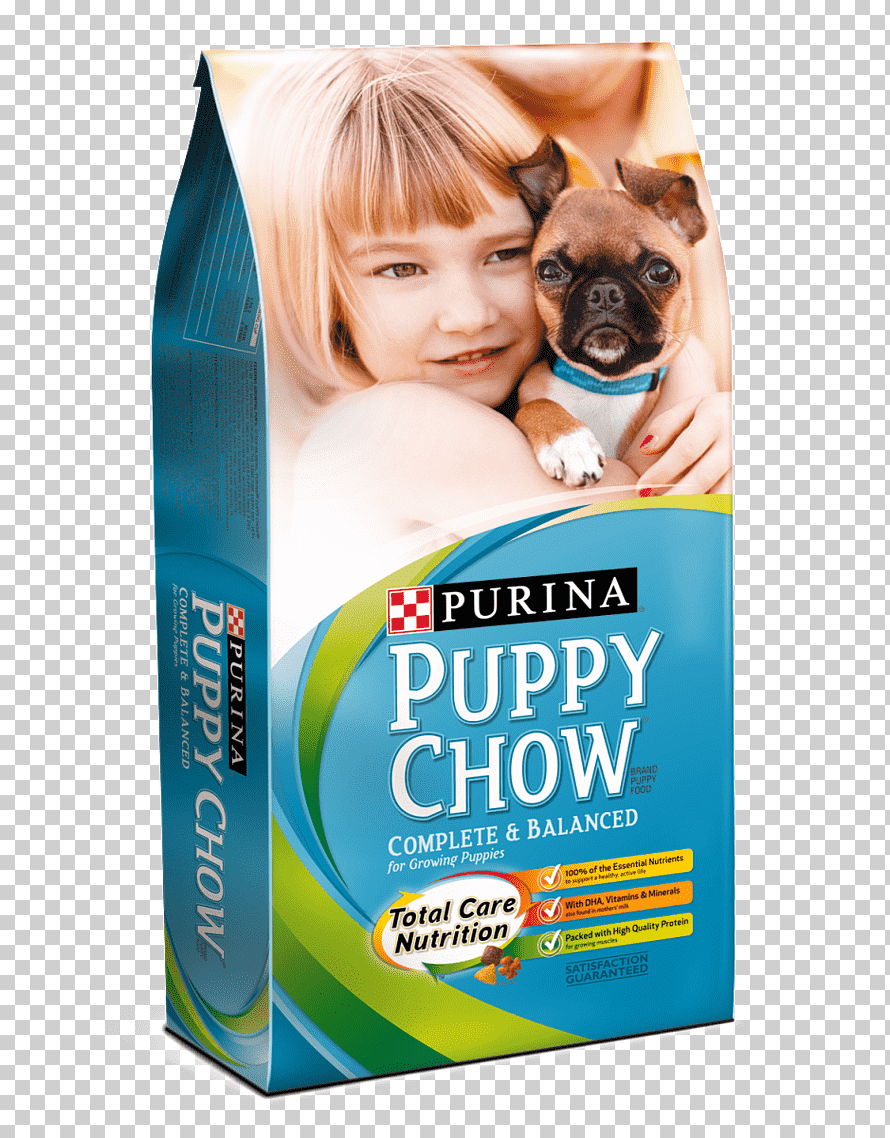 PURINA
PUPPY
CHOW
BRAND
PUPPY
FOOD
COMPLETE & BALANCED
for Growing Puppies
Total Care
Nutrition
100% of the Essential Nutrients
to support a healthy, active life
With DHA, Vitamins & Minerals
also found in mothers' milk
Packed with High Quality Protein
for growing muscles
SATISFACTION
GUARANTEED
PURINA
PUPPY CHOW
COMPLETE & BALANCED
for Growing Puppies